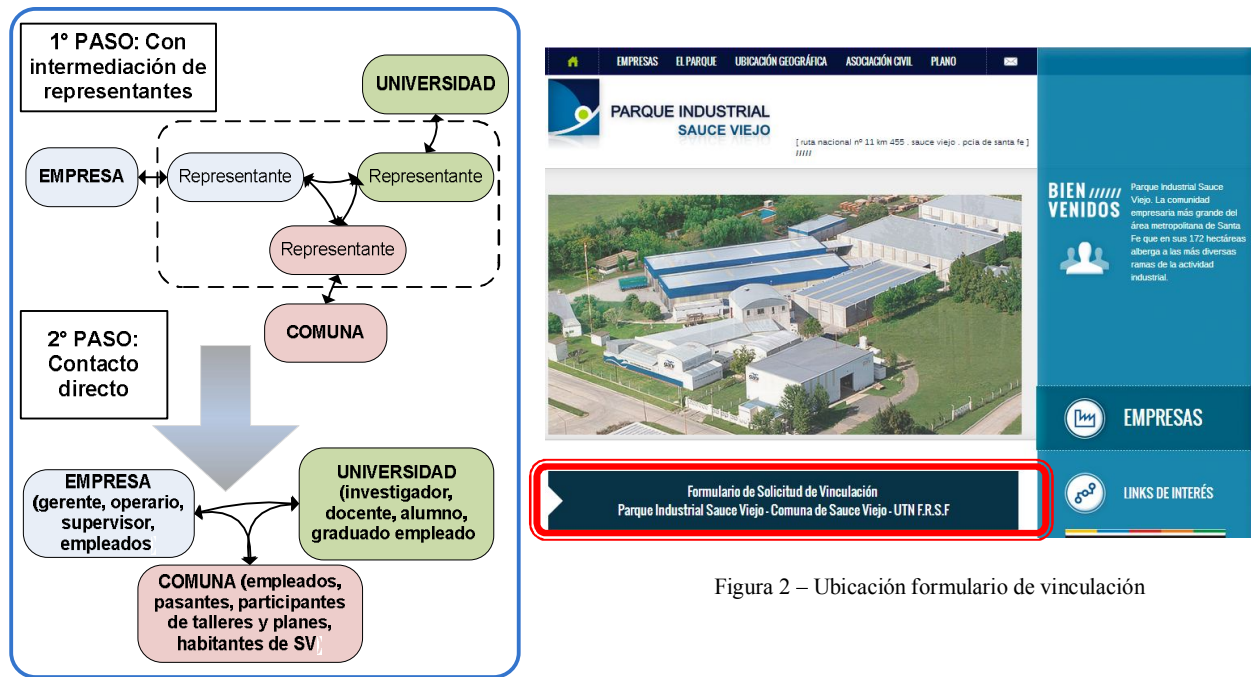 1º PASO: Con
intermediación de
representantes
UNIVERSIDAD
EMPRESA
Representante
Representante
Representante
COMUNA
2º PASO:
Contacto
directo
EMPRESA
(gerente, operario,
supervisor,
empleados
UNIVERSIDAD
(investigador,
docente, alumno,
graduado empleado
COMUNA (empleados,
pasantes, participantes
de talleres y planes,
habitantes de SV)
EMPRESAS EL PARQUE UBICACIÓN GEOGRÁFICA ASOCIACIÓN CIVIL PLANO
PARQUE INDUSTRIAL
SAUCE VIEJO
[ ruta nacional nº 11 km 455 . sauce viejo . pcia de santa fe ]
/////
BIEN //////
VENIDOS
Parque Industrial Sauce
Viejo. La comunidad
empresaria más grande del
área metropolitana de Santa
Fe que en sus 172 hectáreas
alberga a las más diversas
ramas de la actividad
industrial.
EMPRESAS
LINKS DE INTERÉS
Formulario de Solicitud de Vinculación
Parque Industrial Sauce Viejo - Comuna de Sauce Viejo - UTN F.R.S.F
Figura 2 – Ubicación formulario de vinculación